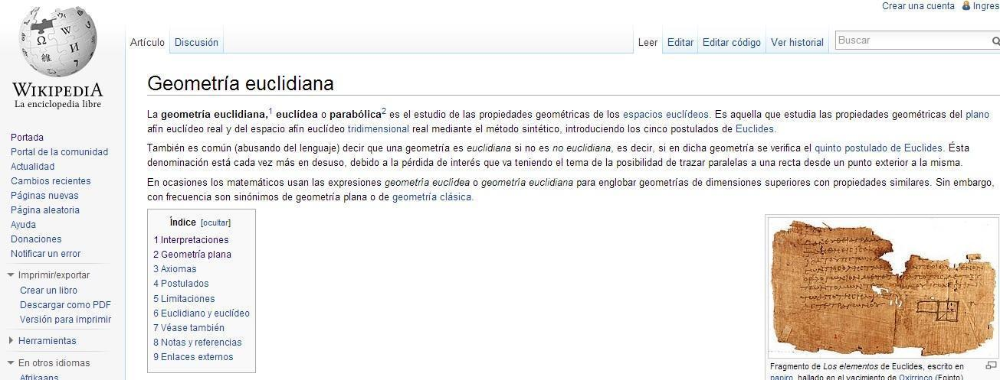 Crear una cuenta Ingres
WIKIPEDIA
La enciclopedia libre
Artículo Discusión Leer Editar Editar código Ver historial Buscar
Geometría euclidiana
La geometría euclidiana,1 euclídea o parabólica2 es el estudio de las propiedades geométricas de los espacios euclídeos. Es aquella que estudia las propiedades geométricas del plano
afín euclídeo real y del espacio afín euclídeo tridimensional real mediante el método sintético, introduciendo los cinco postulados de Euclides.
También es común (abusando del lenguaje) decir que una geometría es euclidiana si no es no euclidiana, es decir, si en dicha geometría se verifica el quinto postulado de Euclides. Ésta
denominación está cada vez más en desuso, debido a la pérdida de interés que va teniendo el tema de la posibilidad de trazar paralelas a una recta desde un punto exterior a la misma.
En ocasiones los matemáticos usan las expresiones geometría euclídea o geometría euclidiana para englobar geometrías de dimensiones superiores con propiedades similares. Sin embargo,
con frecuencia son sinónimos de geometría plana o de geometría clásica.
Portada
Portal de la comunidad
Actualidad
Cambios recientes
Páginas nuevas
Página aleatoria
Ayuda
Donaciones
Notificar un error
Imprimir/exportar
Crear un libro
Descargar como PDF
Versión para imprimir
Herramientas
En otros idiomas
Afrikaans
Índice [ocultar]
1 Interpretaciones
2 Geometría plana
3 Axiomas
4 Postulados
5 Limitaciones
6 Euclidiano y euclídeo
7 Véase también
8 Notas y referencias
9 Enlaces externos
Fragmento de Los elementos de Euclides, escrito en
papiro, hallado en el yacimiento de Oxirrinco (Egipto)